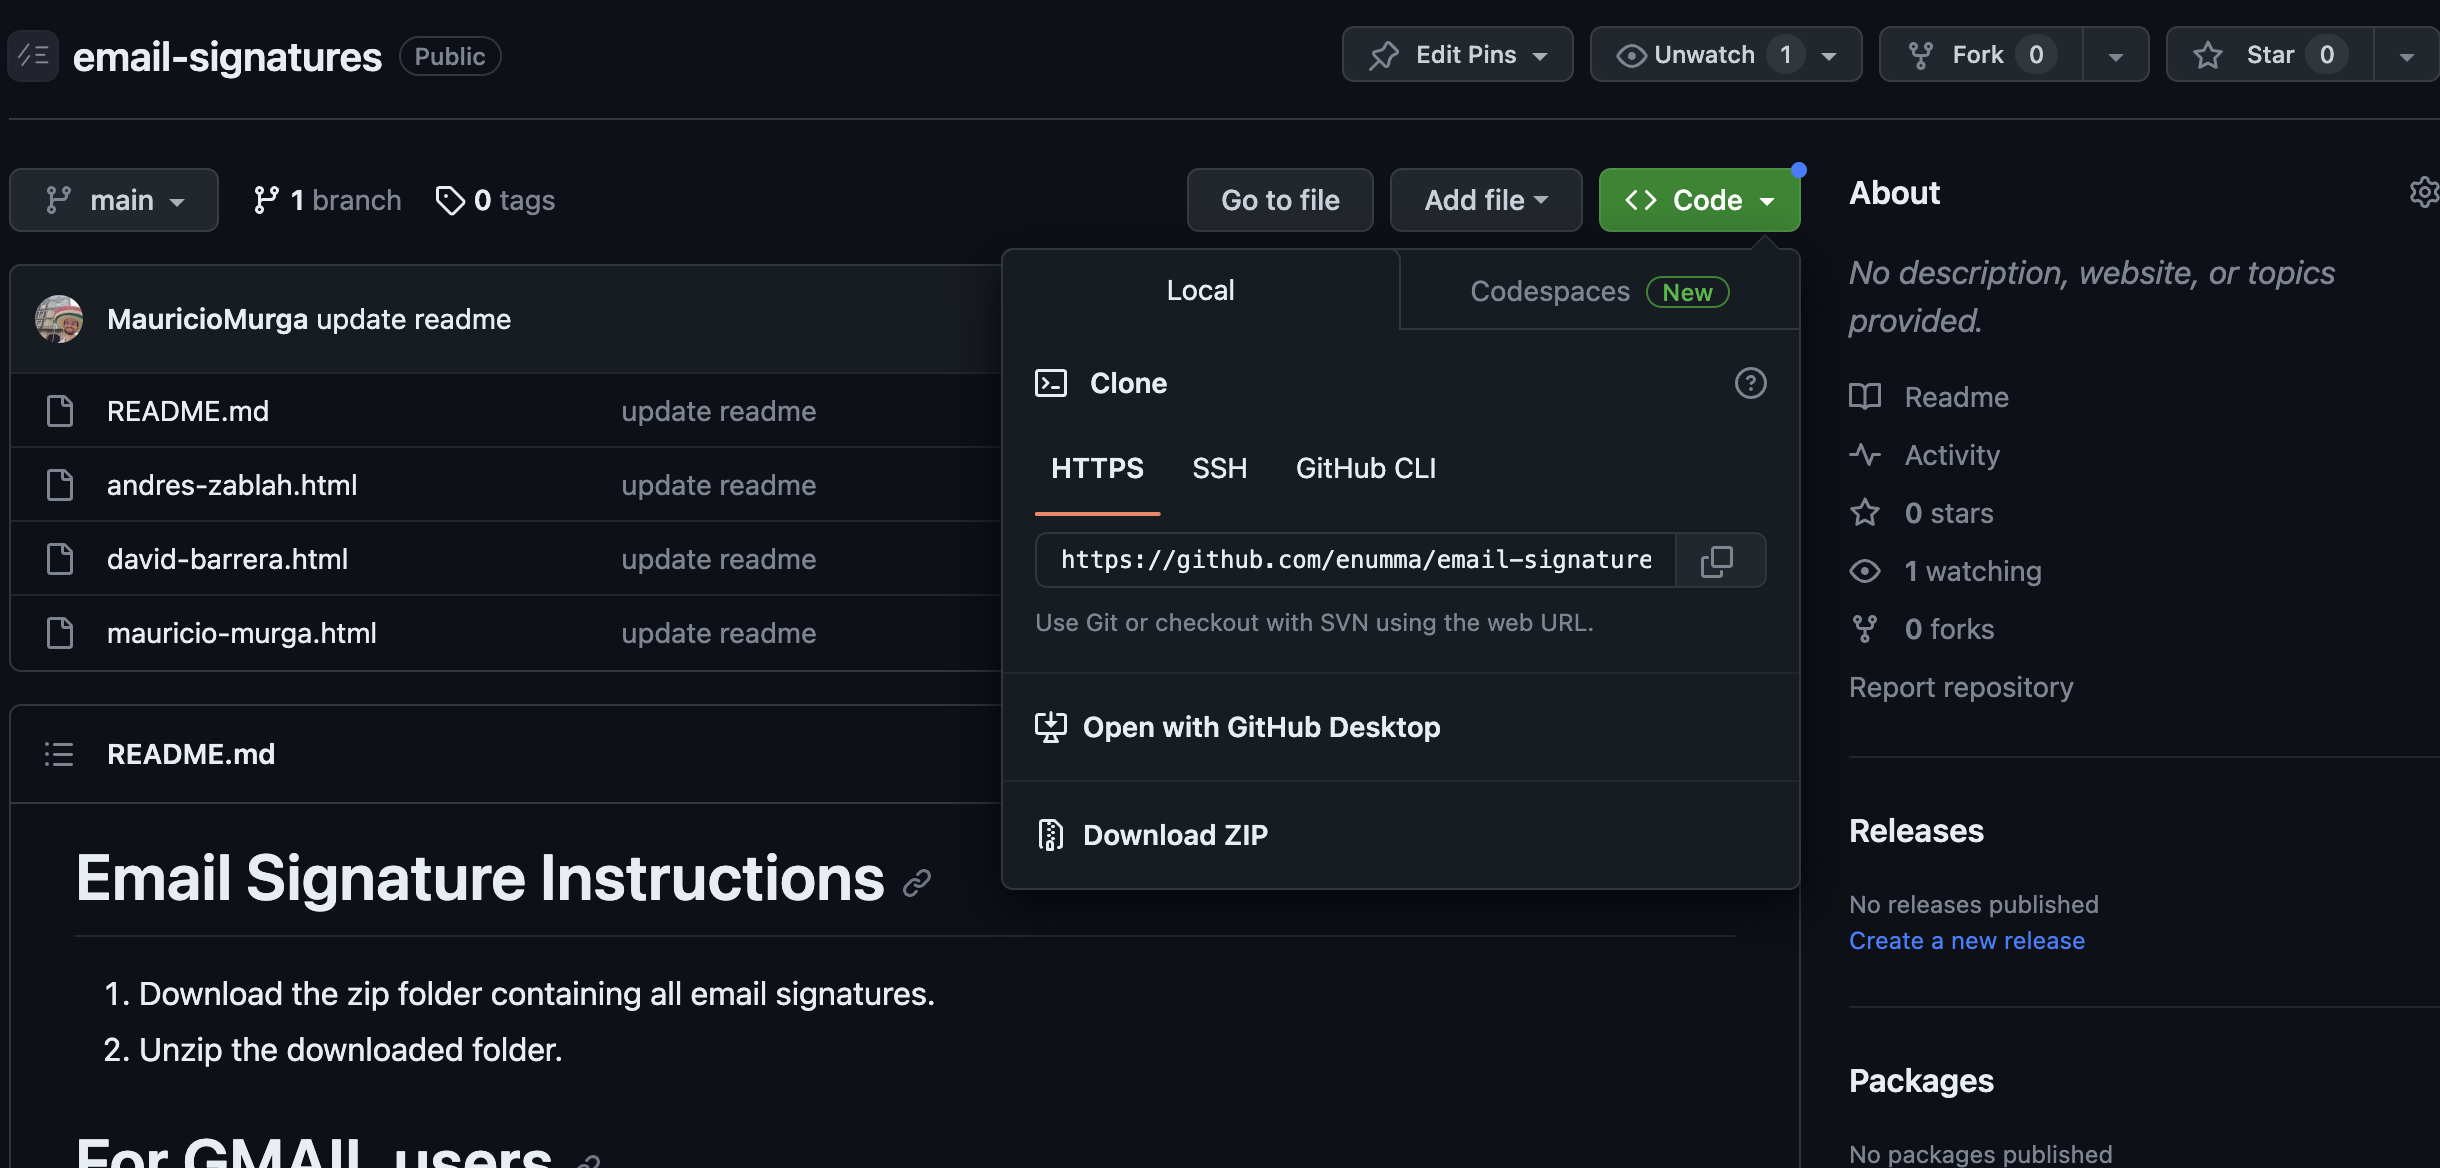 email-signatures Public
Edit Pins
Unwatch 1
Fork 0
Star 0
main
1 branch
0 tags
Go to file
Add file
<> Code
MauricioMurga update readme
README.md update readme
andres-zablah.html update readme
david-barrera.html update readme
mauricio-murga.html update readme
Local
Codespaces New
Clone
HTTPS SSH GitHub CLI
https://github.com/enumma/email-signature
Use Git or checkout with SVN using the web URL.
Open with GitHub Desktop
Download ZIP
README.md
Email Signature Instructions
1. Download the zip folder containing all email signatures.
2. Unzip the downloaded folder.
For GMAIL users
About
No description, website, or topics
provided.
Readme
Activity
0 stars
1 watching
0 forks
Report repository
Releases
No releases published
Create a new release
Packages
No packages published